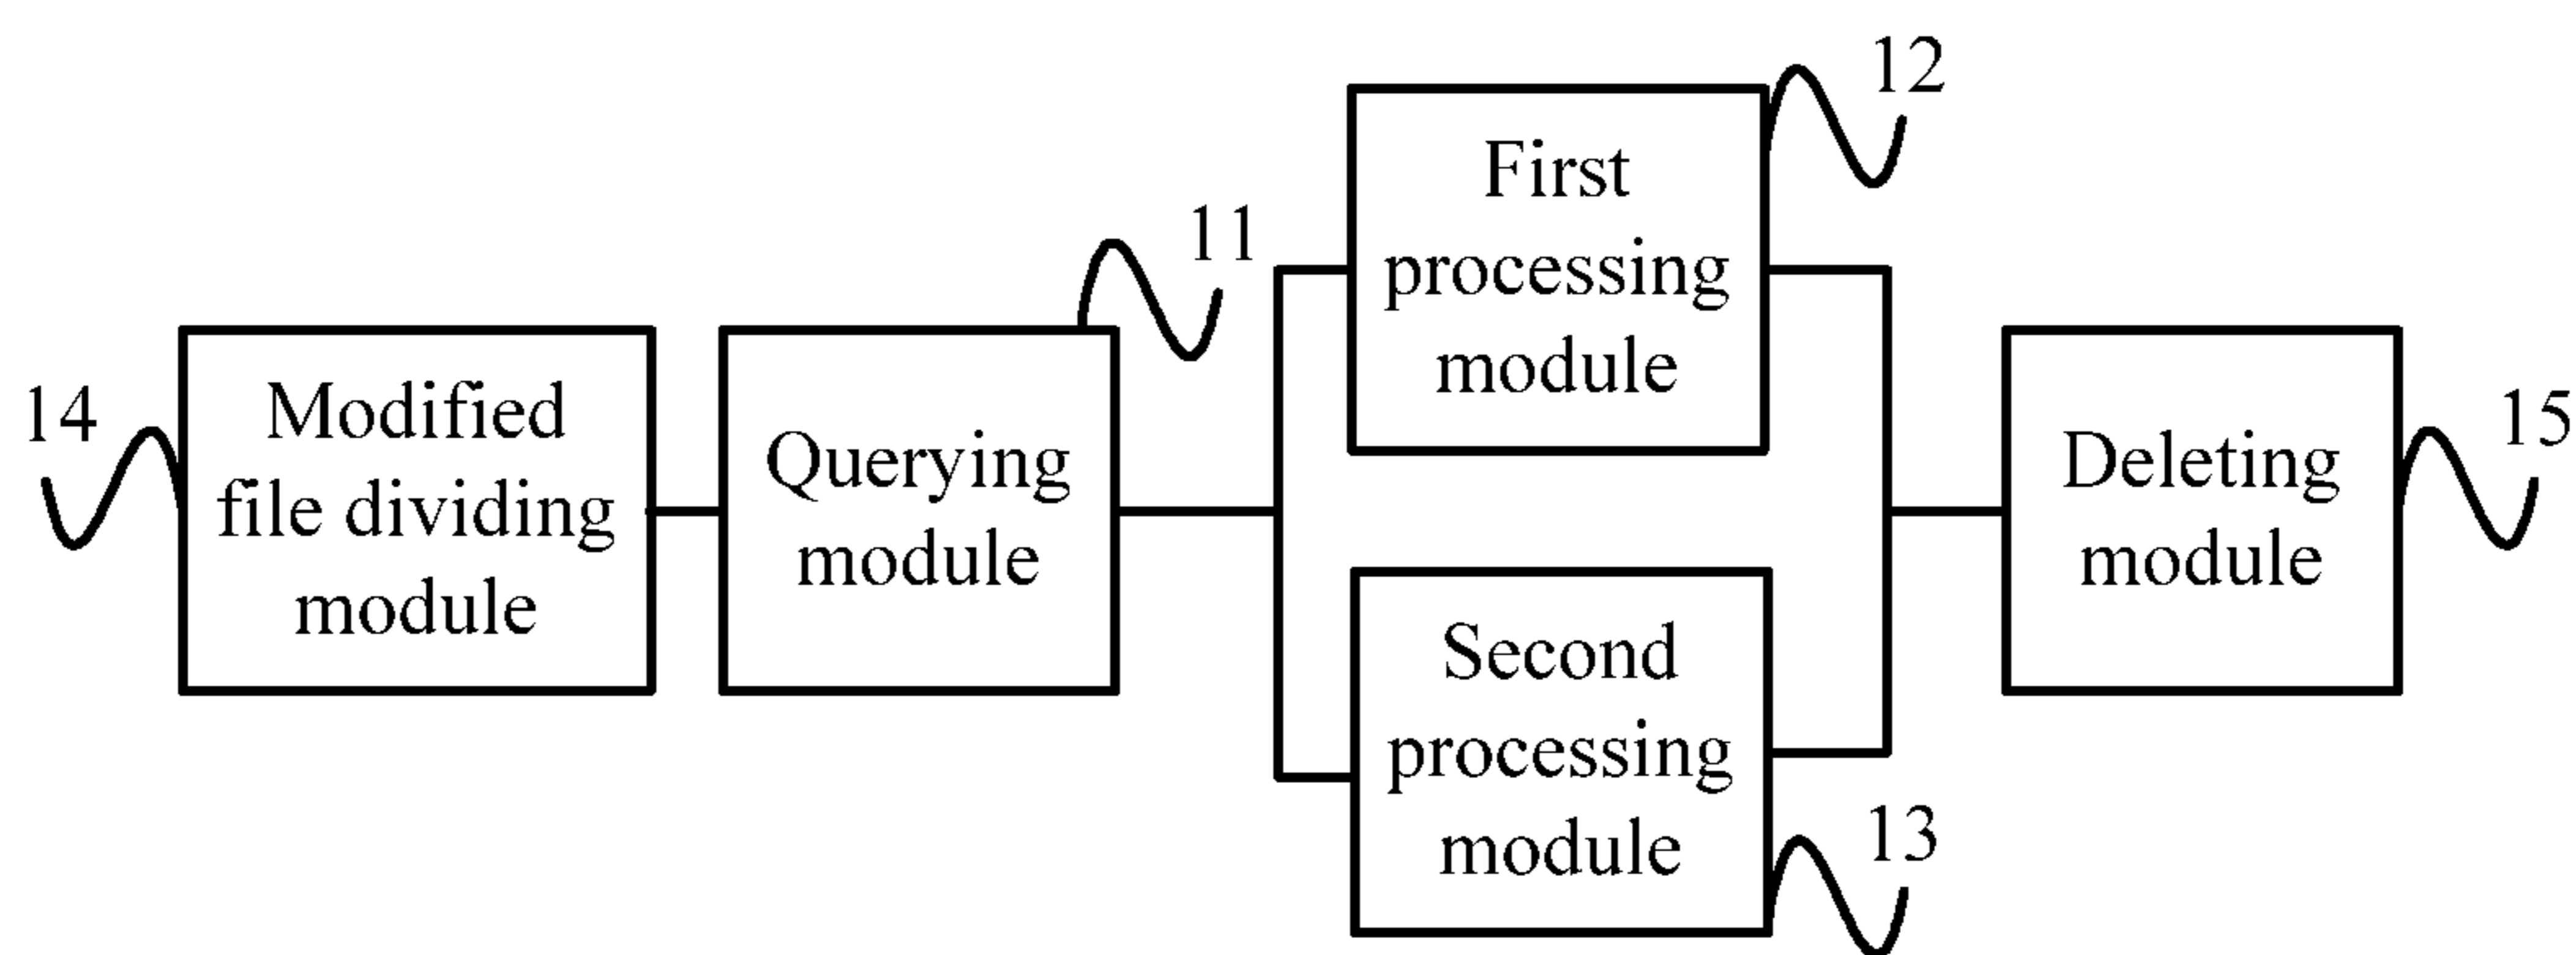 14
Modified
file dividing
module
11
Querying
module
12
First
processing
module
13
Second
processing
module
15
Deleting
module